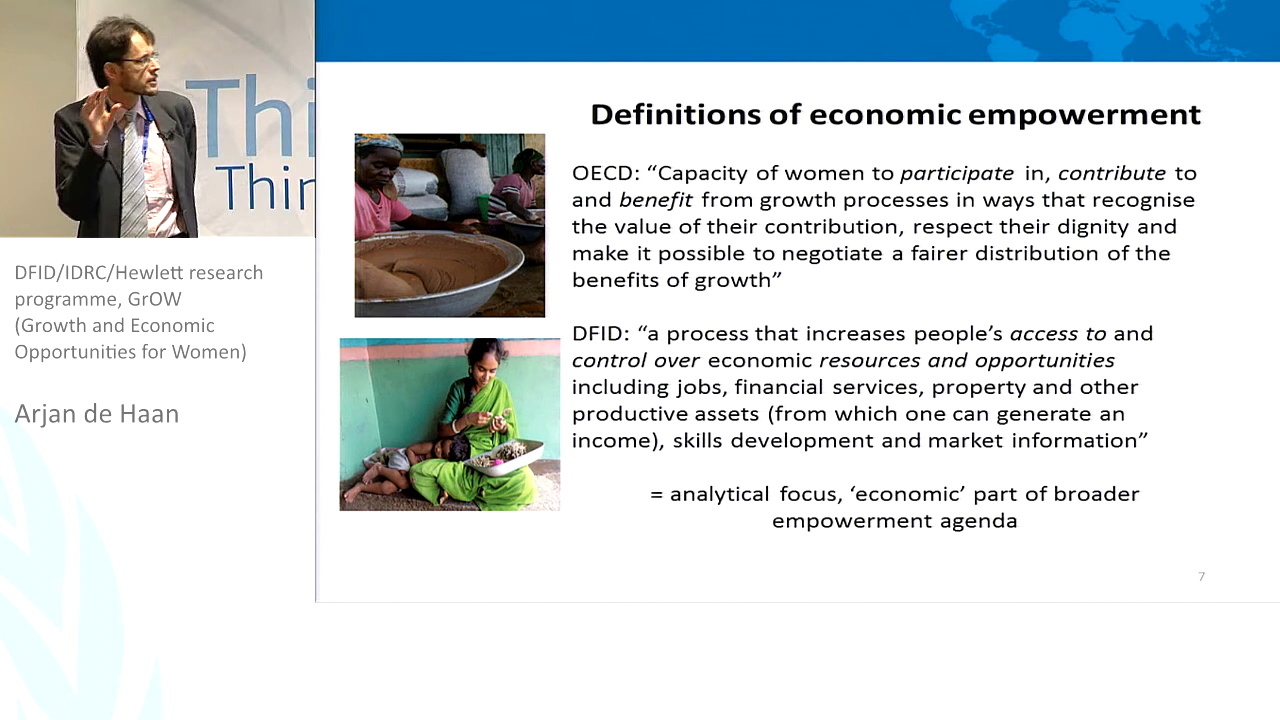 Thi
Thin
DFID/IDRC/Hewlett research
programme, GrOW
(Growth and Economic
Opportunities for Women)
Arjan de Haan
Definitions of economic empowerment
OECD: “Capacity of women to participate in, contribute to
and benefit from growth processes in ways that recognise
the value of their contribution, respect their dignity and
make it possible to negotiate a fairer distribution of the
benefits of growth”
DFID: “a process that increases people’s access to and
control over economic resources and opportunities
including jobs, financial services, property and other
productive assets (from which one can generate an
income), skills development and market information”
= analytical focus, ‘economic’ part of broader
empowerment agenda
7